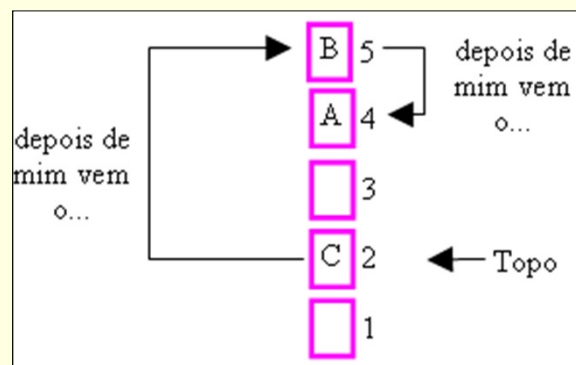 B 5
depois de
mim vem
o...
A 4
depois de
mim vem
o...
3
C 2
Topo
1